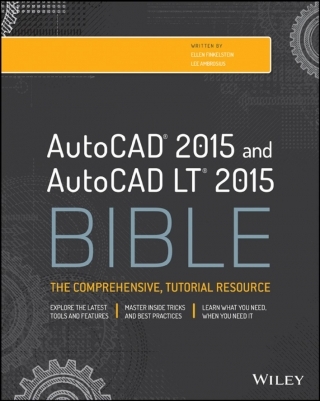 WRITTEN BY
ELLEN FINKELSTEIN
LEE AMBROSIUS
AutoCAD® 2015 and
AutoCAD LT® 2015
BIBLE
THE COMPREHENSIVE, TUTORIAL RESOURCE
EXPLORE THE LATEST
TOOLS AND FEATURES
MASTER INSIDE TRICKS
AND BEST PRACTICES
LEARN WHAT YOU NEED,
WHEN YOU NEED IT
WILEY